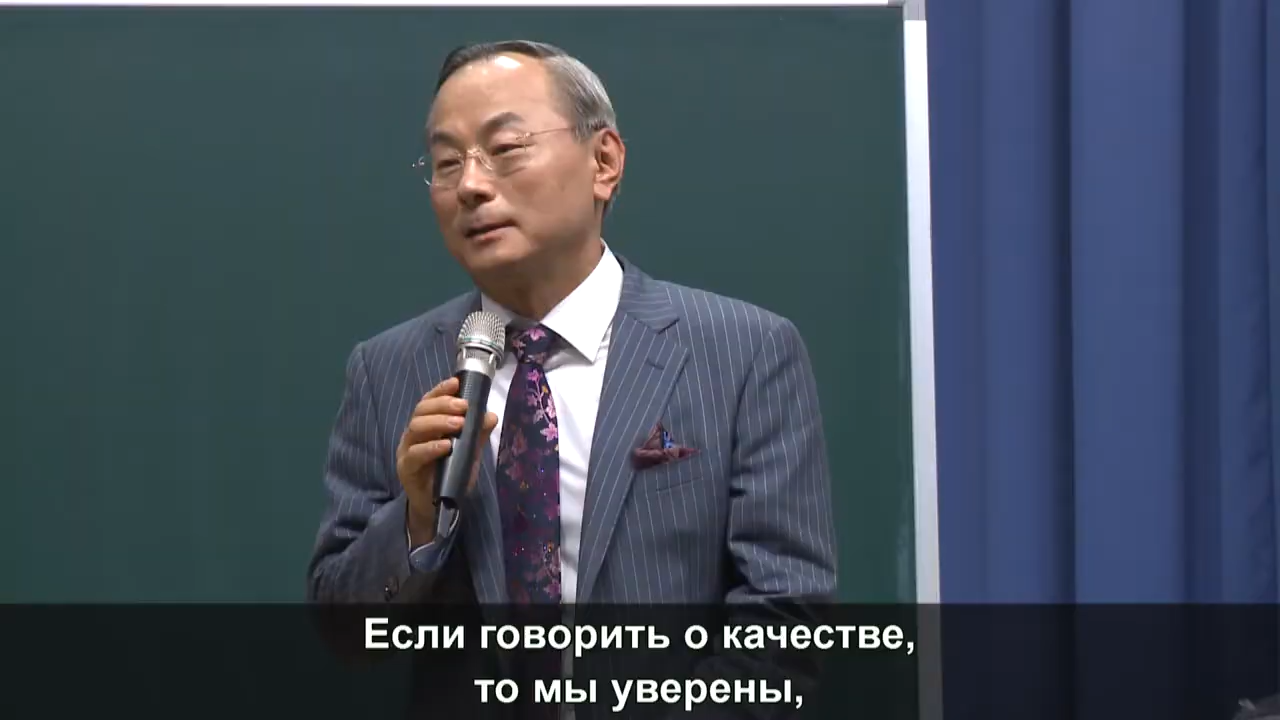 Если говорить о качестве,
то мы уверены,